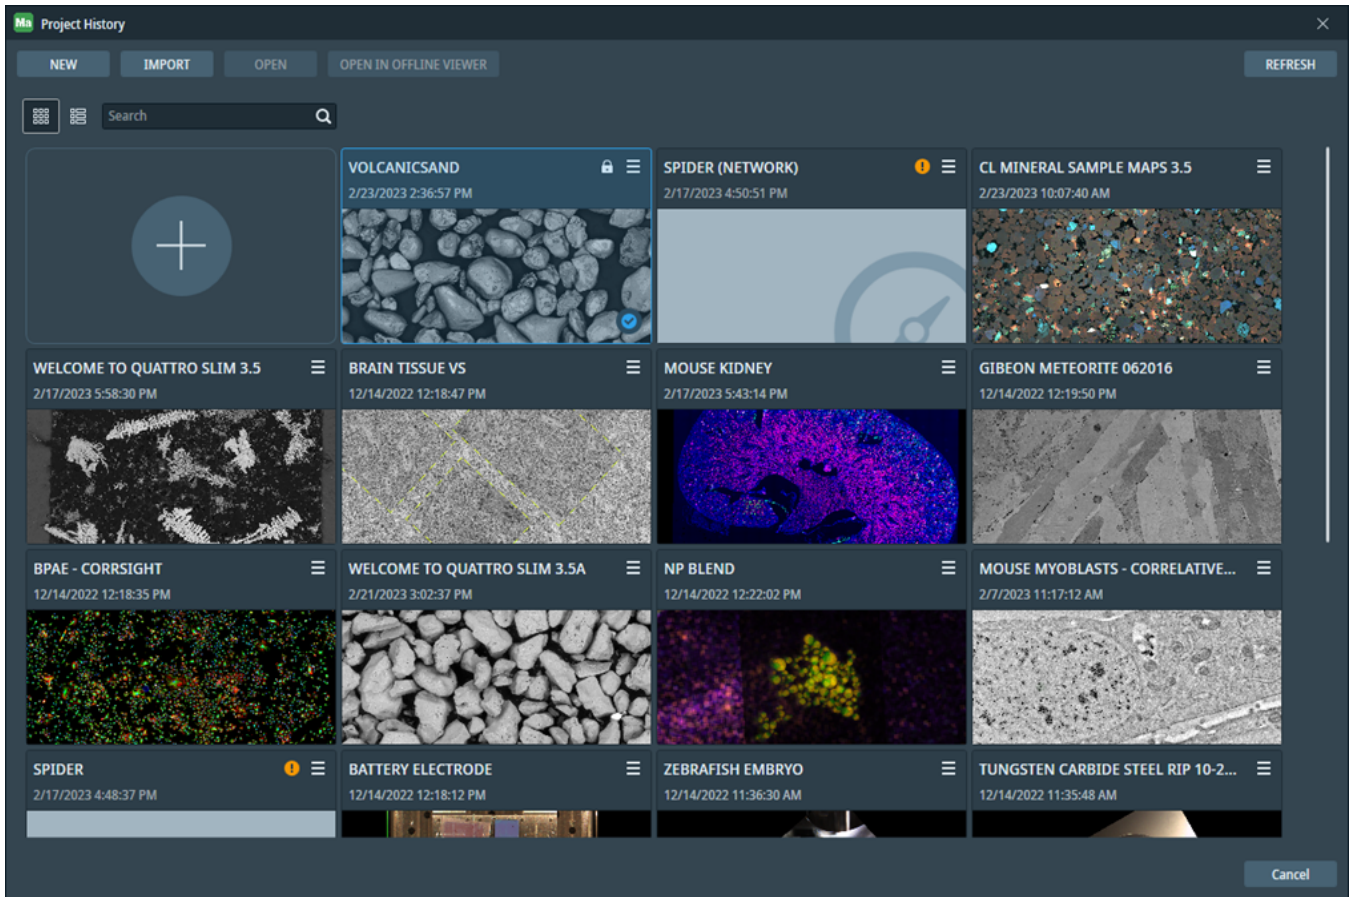 Ma Project History
NEW IMPORT OPEN OPEN IN OFFLINE VIEWER REFRESH
Search
VOLCANICSAND
2/23/2023 2:36:57 PM
SPIDER (NETWORK)
2/17/2023 4:50:51 PM
CL MINERAL SAMPLE MAPS 3.5
2/23/2023 10:07:40 AM
WELCOME TO QUATTRO SLIM 3.5
2/17/2023 5:58:30 PM
BRAIN TISSUE VS
12/14/2022 12:18:47 PM
MOUSE KIDNEY
2/17/2023 5:43:14 PM
GIBEON METEORITE 062016
12/14/2022 12:19:50 PM
BPAE - CORRSIGHT
12/14/2022 12:18:35 PM
WELCOME TO QUATTRO SLIM 3.5A
2/21/2023 3:02:37 PM
NP BLEND
12/14/2022 12:22:02 PM
MOUSE MYOBLASTS - CORRELATIVE...
2/7/2023 11:17:12 AM
SPIDER
2/17/2023 4:48:37 PM
BATTERY ELECTRODE
12/14/2022 12:18:12 PM
ZEBRAFISH EMBRYO
12/14/2022 11:36:30 AM
TUNGSTEN CARBIDE STEEL RIP 10-2...
12/14/2022 11:35:48 AM
Cancel